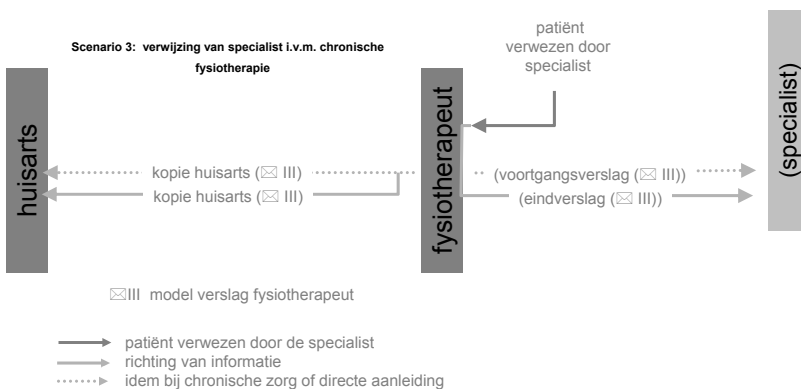 Scenario 3: verwijzing van specialist i.v.m. chronische
fysiotherapie
patiënt
verwezen door
specialist
huisarts
fysiotherapeut
(specialist)
kopie huisarts (✉ III)
(voortgangsverslag (✉ III))
kopie huisarts (✉ III)
(eindverslag (✉ III))
✉III model verslag fysiotherapeut
patiënt verwezen door de specialist
richting van informatie
idem bij chronische zorg of directe aanleiding